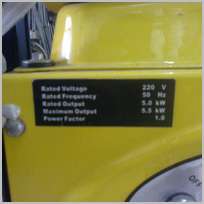 Rated Voltage 220 V
Rated Frequency 50 Hz
Rated Output 5.0 kW
Maximum Output 5.5 kW
Power Factor 1.0
OFF